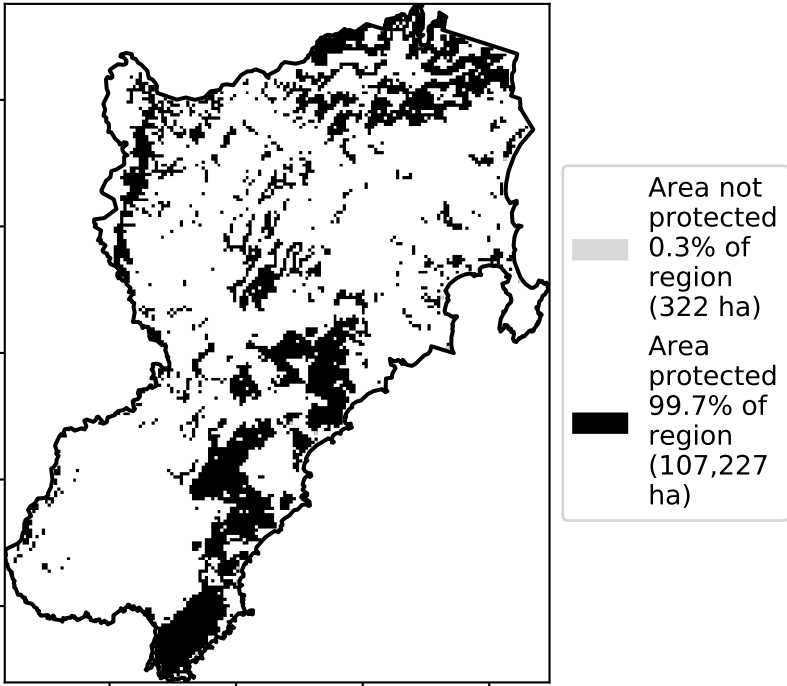 Area not
protected
0.3% of
region
(322 ha)
Area
protected
99.7% of
region
(107,227
ha)